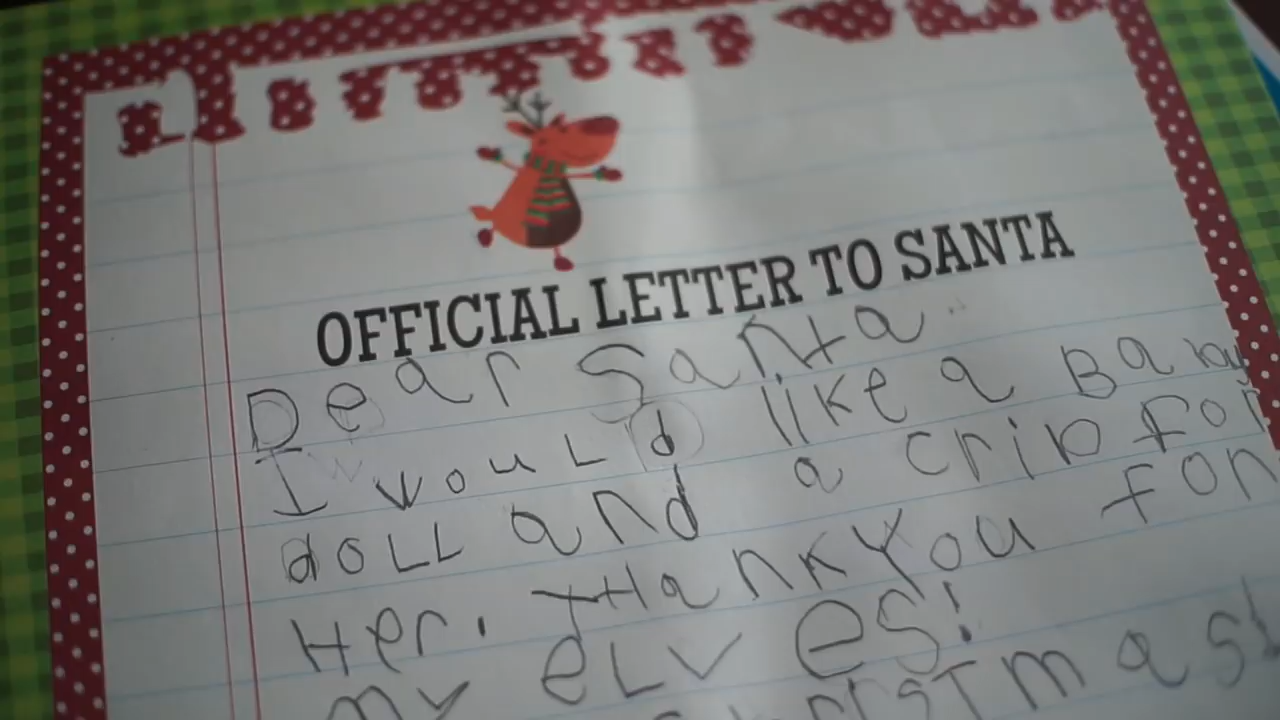 OFFICIAL LETTER TO SANTA
Dear Santa
I would like a Baby
doLL and a crib for
Her. THank You for
my eLves!